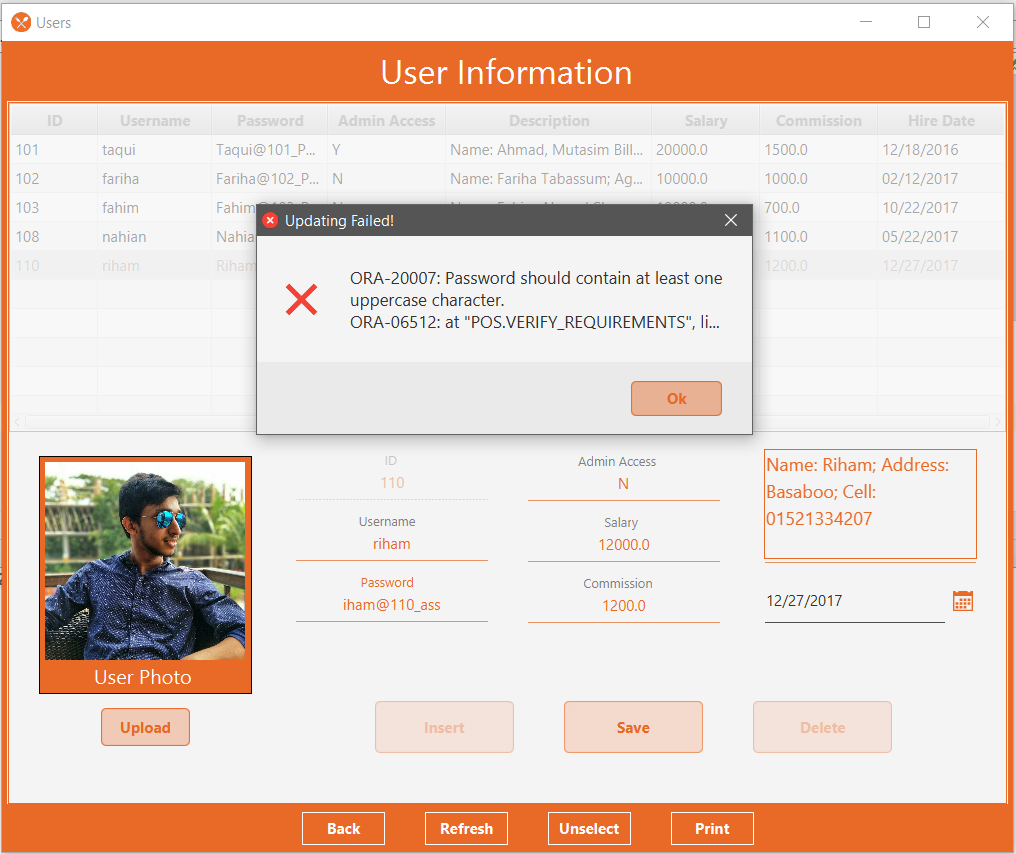 Users
User Information
ID Username Password Admin Access Description Salary Commission Hire Date
101 taqui Taqui@101_P... Y Name: Ahmad, Mutasim Bill... 20000.0 1500.0 12/18/2016
102 fariha Fariha@102_P... N Name: Fariha Tabassum; Ag... 10000.0 1000.0 02/12/2017
103 fahim Fahim 700.0 10/22/2017
108 nahian Nahia 1100.0 05/22/2017
110 riham Riham 1200.0 12/27/2017
Updating Failed!
ORA-20007: Password should contain at least one
uppercase character.
ORA-06512: at "POS.VERIFY_REQUIREMENTS", li...
Ok
User Photo
Upload
ID
110
Username
riham
Password
iham@110_ass
Admin Access
N
Salary
12000.0
Commission
1200.0
Name: Riham; Address:
Basaboo; Cell:
01521334207
12/27/2017
Insert Save Delete
Back Refresh Unselect Print